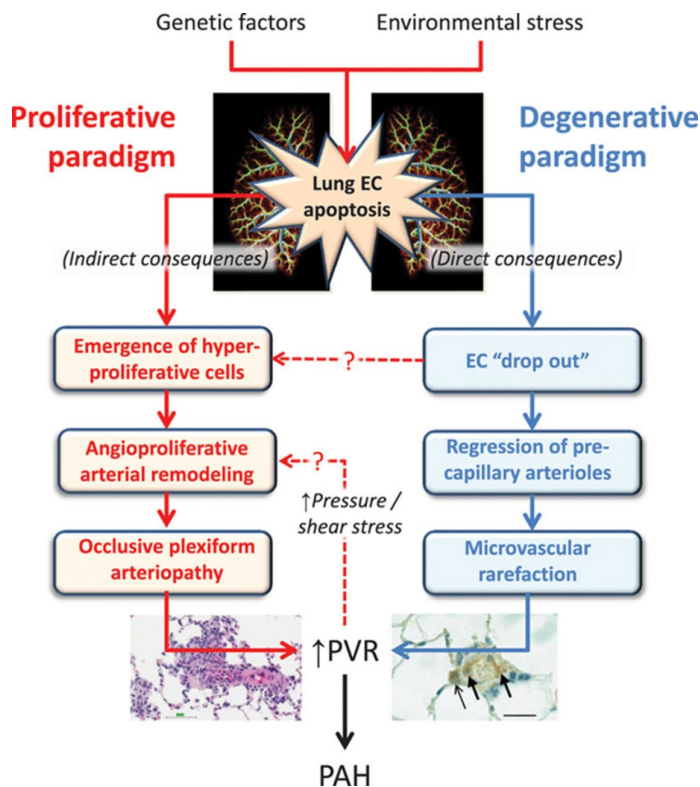 Genetic factors
Environmental stress
Proliferative
paradigm
Degenerative
paradigm
Lung EC
apoptosis
(Indirect consequences)
(Direct consequences)
Emergence of hyper-
proliferative cells
?
EC “drop out”
Angioproliferative
arterial remodeling
?
Regression of pre-
capillary arterioles
↑Pressure /
shear stress
Occlusive plexiform
arteriopathy
Microvascular
rarefaction
↑PVR
PAH